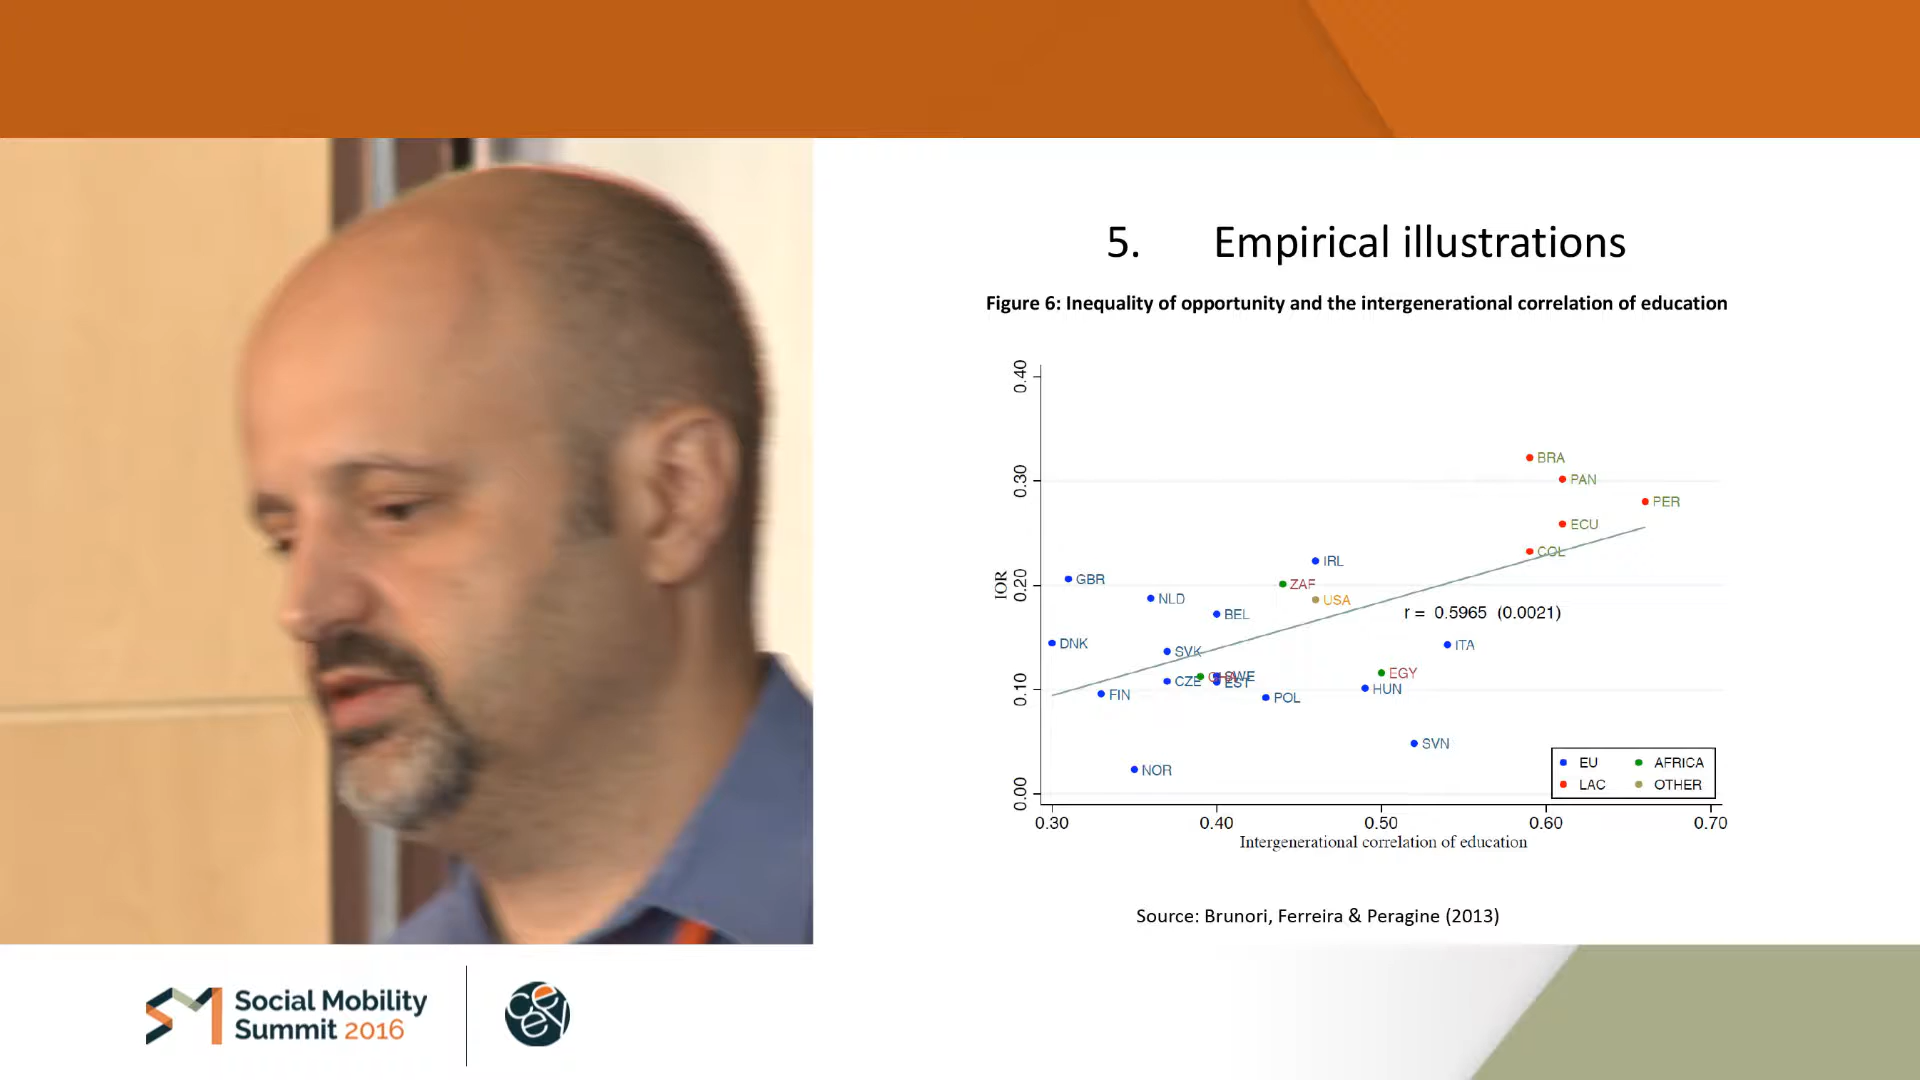 5. Empirical illustrations
Figure 6: Inequality of opportunity and the intergenerational correlation of education
0.40
0.30
0.20
0.10
0.00
IOR
BRA
PAN
PER
ECU
COL
IRL
GBR
ZAF
NLD
USA
BEL
r = 0.5965 (0.0021)
DNK
ITA
SVK
EGY
SWE
CZE
EST
HUN
FIN
POL
SVN
NOR
EU
AFRICA
LAC
OTHER
0.30 0.40 0.50 0.60 0.70
Intergenerational correlation of education
Source: Brunori, Ferreira & Peragine (2013)
SM
Social Mobility
Summit 2016
ceey